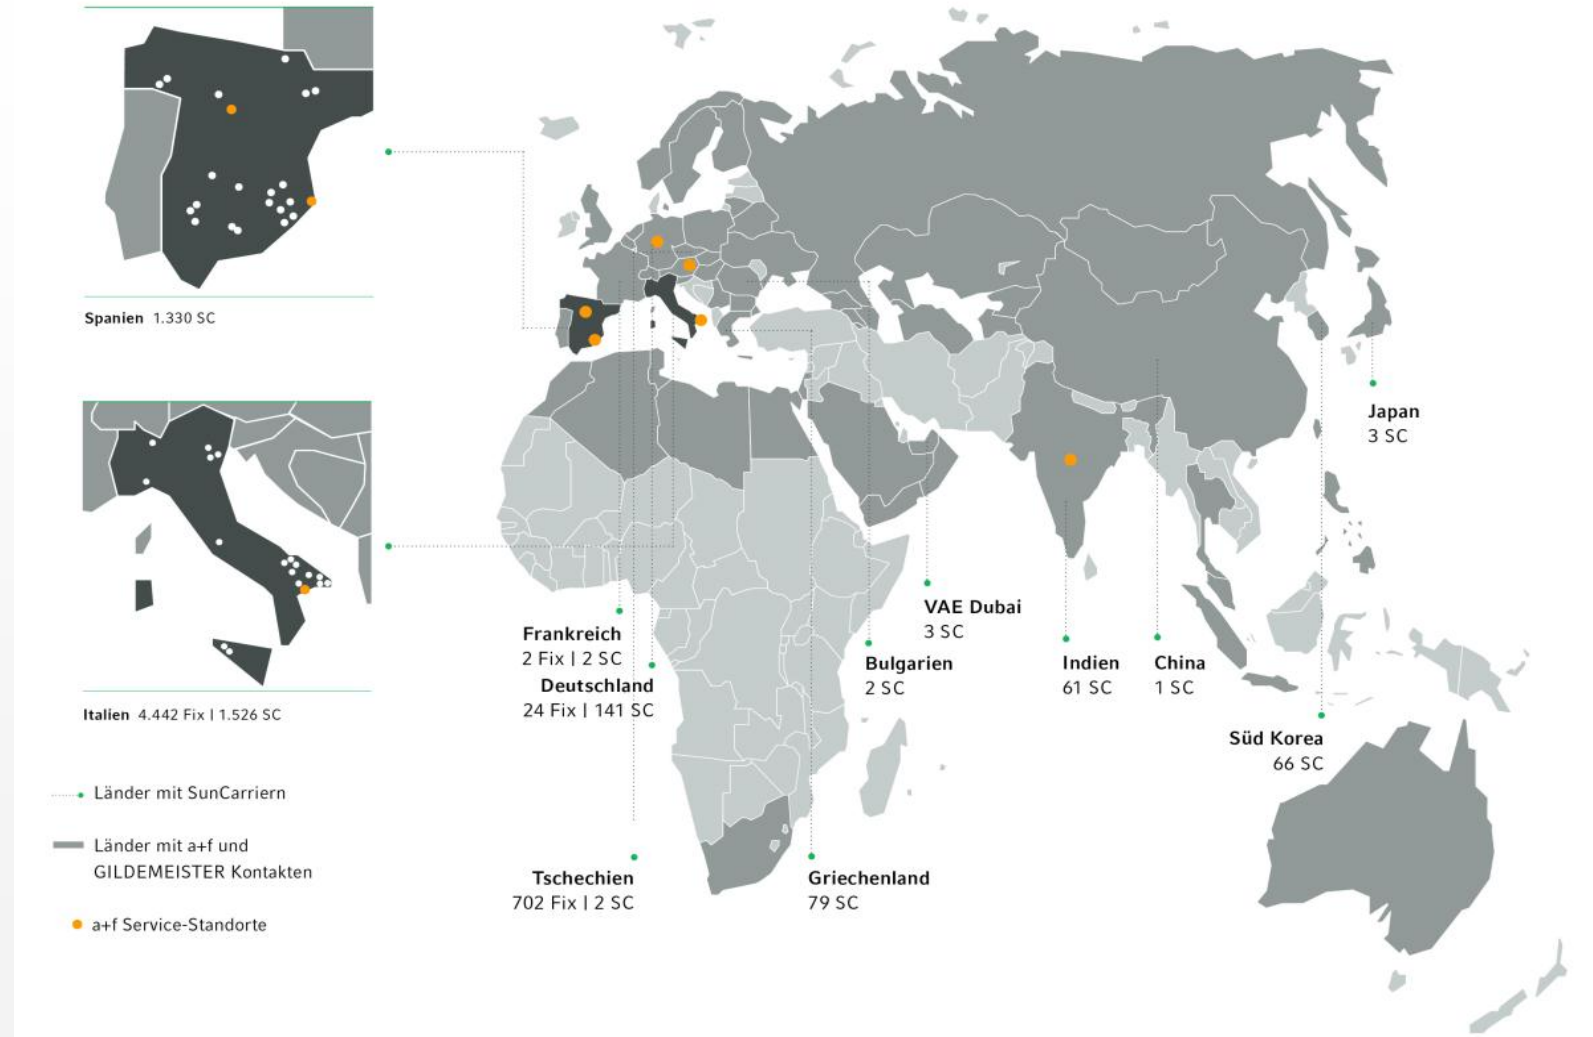 Spanien 1.330 SC
Italien 4.442 Fix | 1.526 SC
Länder mit SunCarriern
Länder mit a+f und
GILDEMEISTER Kontakten
a+f Service-Standorte
Frankreich
2 Fix | 2 SC
Deutschland
24 Fix | 141 SC
Tschechien
702 Fix | 2 SC
Griechenland
79 SC
Bulgarien
2 SC
VAE Dubai
3 SC
Indien
61 SC
China
1 SC
Süd Korea
66 SC
Japan
3 SC